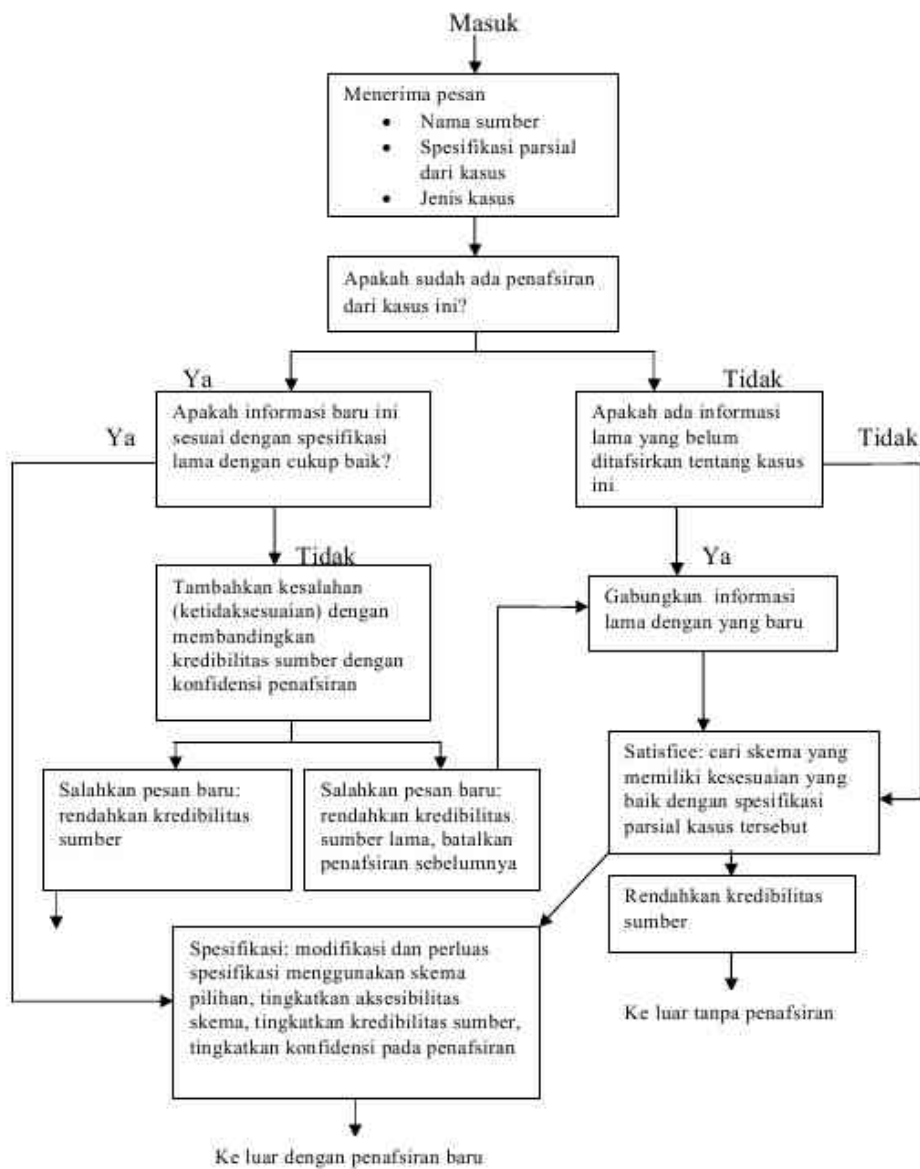 Masuk
Menerima pesan
• Nama sumber
• Spesifikasi parsial
dari kasus
• Jenis kasus
Apakah sudah ada penafsiran
dari kasus ini?
Ya
Tidak
Apakah informasi baru ini
sesuai dengan spesifikasi
lama dengan cukup baik?
Ya
Apakah ada informasi
lama yang belum
ditafsirkan tentang kasus
ini
Tidak
Tidak
Ya
Tambahkan kesalahan
(ketidaksesuaian) dengan
membandingkan
kredibilitas sumber dengan
konfidensi penafsiran
Gabungkan informasi
lama dengan yang baru
Salahkan pesan baru:
rendahkan kredibilitas
sumber
Salahkan pesan baru:
rendahkan kredibilitas
sumber lama, batalkan
penafsiran sebelumnya
Satisfice: cari skema yang
memiliki kesesuaian yang
baik dengan spesifikasi
parsial kasus tersebut
Rendahkan kredibilitas
sumber
Spesifikasi: modifikasi dan perluas
spesifikasi menggunakan skema
pilihan, tingkatkan aksesibilitas
skema, tingkatkan kredibilitas sumber,
tingkatkan konfidensi pada penafsiran
Ke luar tanpa penafsiran
Ke luar dengan penafsiran baru